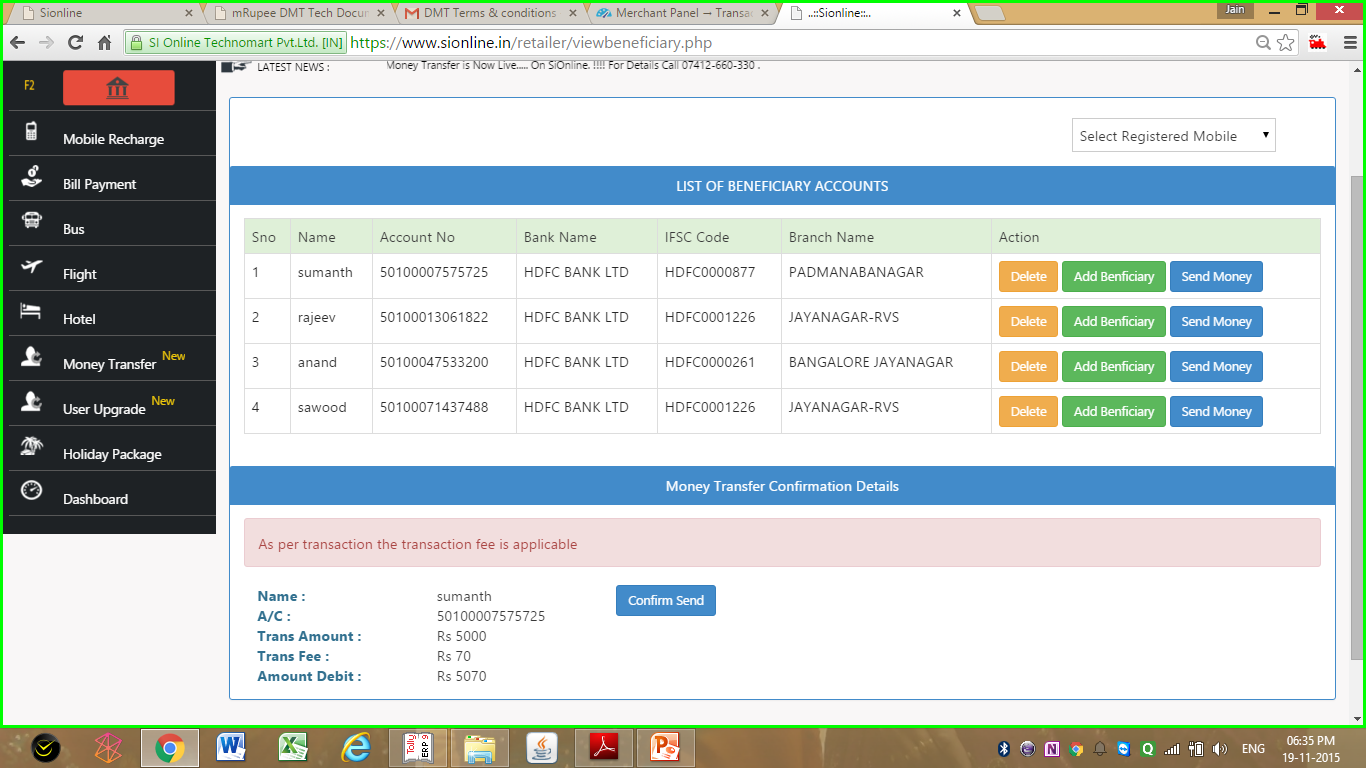 Sionline
mRupee DMT Tech Docum
DMT Terms & conditions
Merchant Panel → Transac
..::Sionline::..
Jain
SI Online Technomart Pvt.Ltd. [IN] https://www.sionline.in/retailer/viewbeneficiary.php
LATEST NEWS : Money Transfer is Now Live..... On SiOnline. !!!! For Details Call 07412-660-330 .
F2
Mobile Recharge
Bill Payment
Bus
Flight
Hotel
Money Transfer New
User Upgrade New
Holiday Package
Dashboard
Select Registered Mobile
LIST OF BENEFICIARY ACCOUNTS
Sno Name Account No Bank Name IFSC Code Branch Name Action
1 sumanth 50100007575725 HDFC BANK LTD HDFC0000877 PADMANABANAGAR Delete Add Benficiary Send Money
2 rajeev 50100013061822 HDFC BANK LTD HDFC0001226 JAYANAGAR-RVS Delete Add Benficiary Send Money
3 anand 50100047533200 HDFC BANK LTD HDFC0000261 BANGALORE JAYANAGAR Delete Add Benficiary Send Money
4 sawood 50100071437488 HDFC BANK LTD HDFC0001226 JAYANAGAR-RVS Delete Add Benficiary Send Money
Money Transfer Confirmation Details
As per transaction the transaction fee is applicable
Name : sumanth Confirm Send
A/C : 50100007575725
Trans Amount : Rs 5000
Trans Fee : Rs 70
Amount Debit : Rs 5070
Tally ERP 9
ENG
06:35 PM
19-11-2015